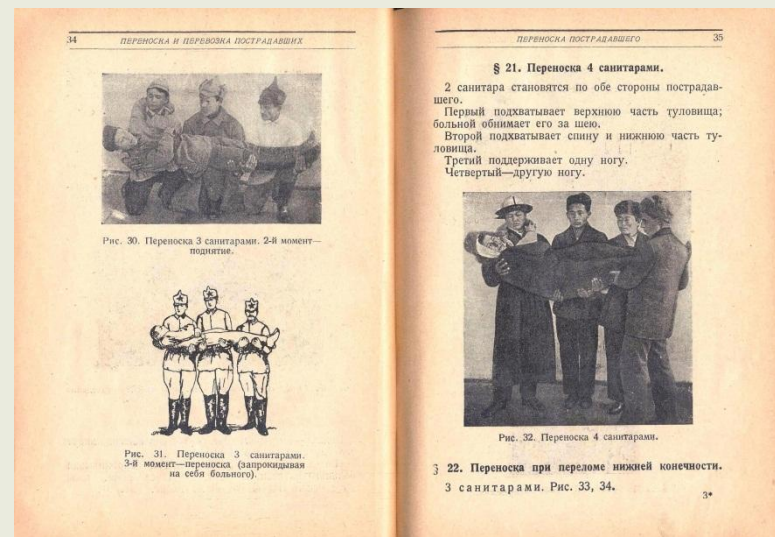 34
ПЕРЕНОСКА И ПЕРЕВОЗКА ПОСТРАДАВШИХ
Рис. 30. Переноска 3 санитарами. 2-й момент—
поднятие.
Рис. 31. Переноска 3 санитарами.
3-й момент—переноска (запрокидывая
на себя больного).
ПЕРЕНОСКА ПОСТРАДАВШЕГО
35
§ 21. Переноска 4 санитарами.
2 санитара становятся по обе стороны пострадав-
шего.
Первый подхватывает верхнюю часть туловища;
больной обнимает его за шею.
Второй подхватывает спину и нижнюю часть ту-
ловища.
Третий поддерживает одну ногу.
Четвертый—другую ногу.
Рис. 32. Переноска 4 санитарами.
§ 22. Переноска при переломе нижней конечности.
3 санитарами. Рис. 33, 34.
3*